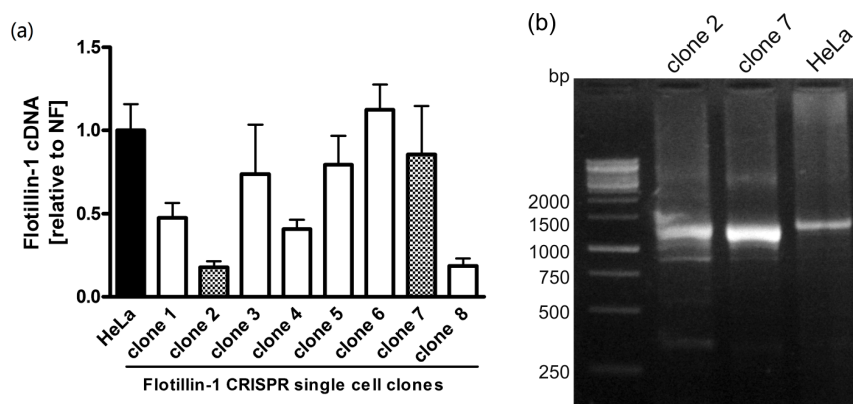 (a)
Flotillin-1 cDNA
[relative to NF]
1.5
1.0
0.5
0.0
HeLa
clone 1
clone 2
clone 3
clone 4
clone 5
clone 6
clone 7
clone 8
Flotillin-1 CRISPR single cell clones
(b)
clone 2
clone 7
HeLa
bp
2000
1500
1000
750
500
250